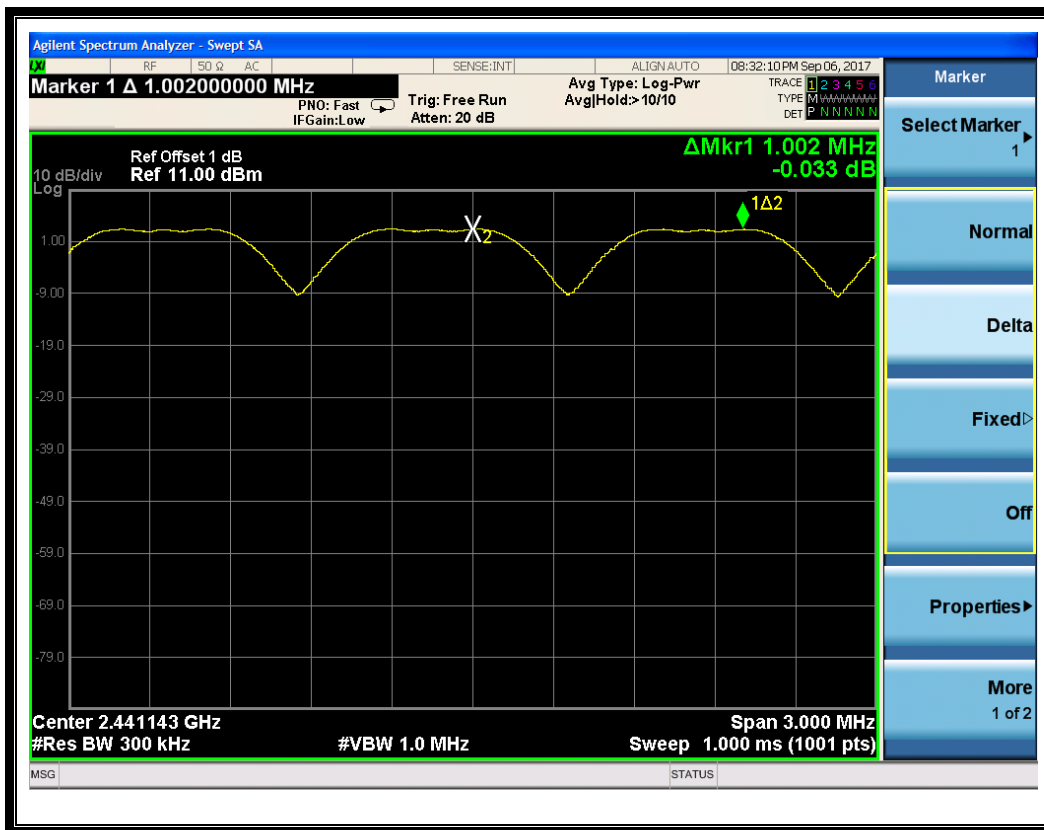 Agilent Spectrum Analyzer - Swept SA
LXI RF 50 Ω AC SENSE:INT ALIGN AUTO 08:32:10 PM Sep 06, 2017
Marker 1 Δ 1.002000000 MHz
PNO: Fast
IFGain:Low
Trig: Free Run
Atten: 20 dB
Avg Type: Log-Pwr
Avg|Hold:>10/10
TRACE 1 2 3 4 5 6
TYPE M WWWWW
DET P N N N N N
ΔMkr1 1.002 MHz
-0.033 dB
Ref Offset 1 dB
10 dB/div Ref 11.00 dBm
Log
1Δ2
X2
1.00
-9.00
-19.0
-29.0
-39.0
-49.0
-59.0
-69.0
-79.0
Center 2.441143 GHz Span 3.000 MHz
#Res BW 300 kHz #VBW 1.0 MHz Sweep 1.000 ms (1001 pts)
MSG STATUS
Marker
Select Marker
1
Normal
Delta
Fixed
Off
Properties
More
1 of 2